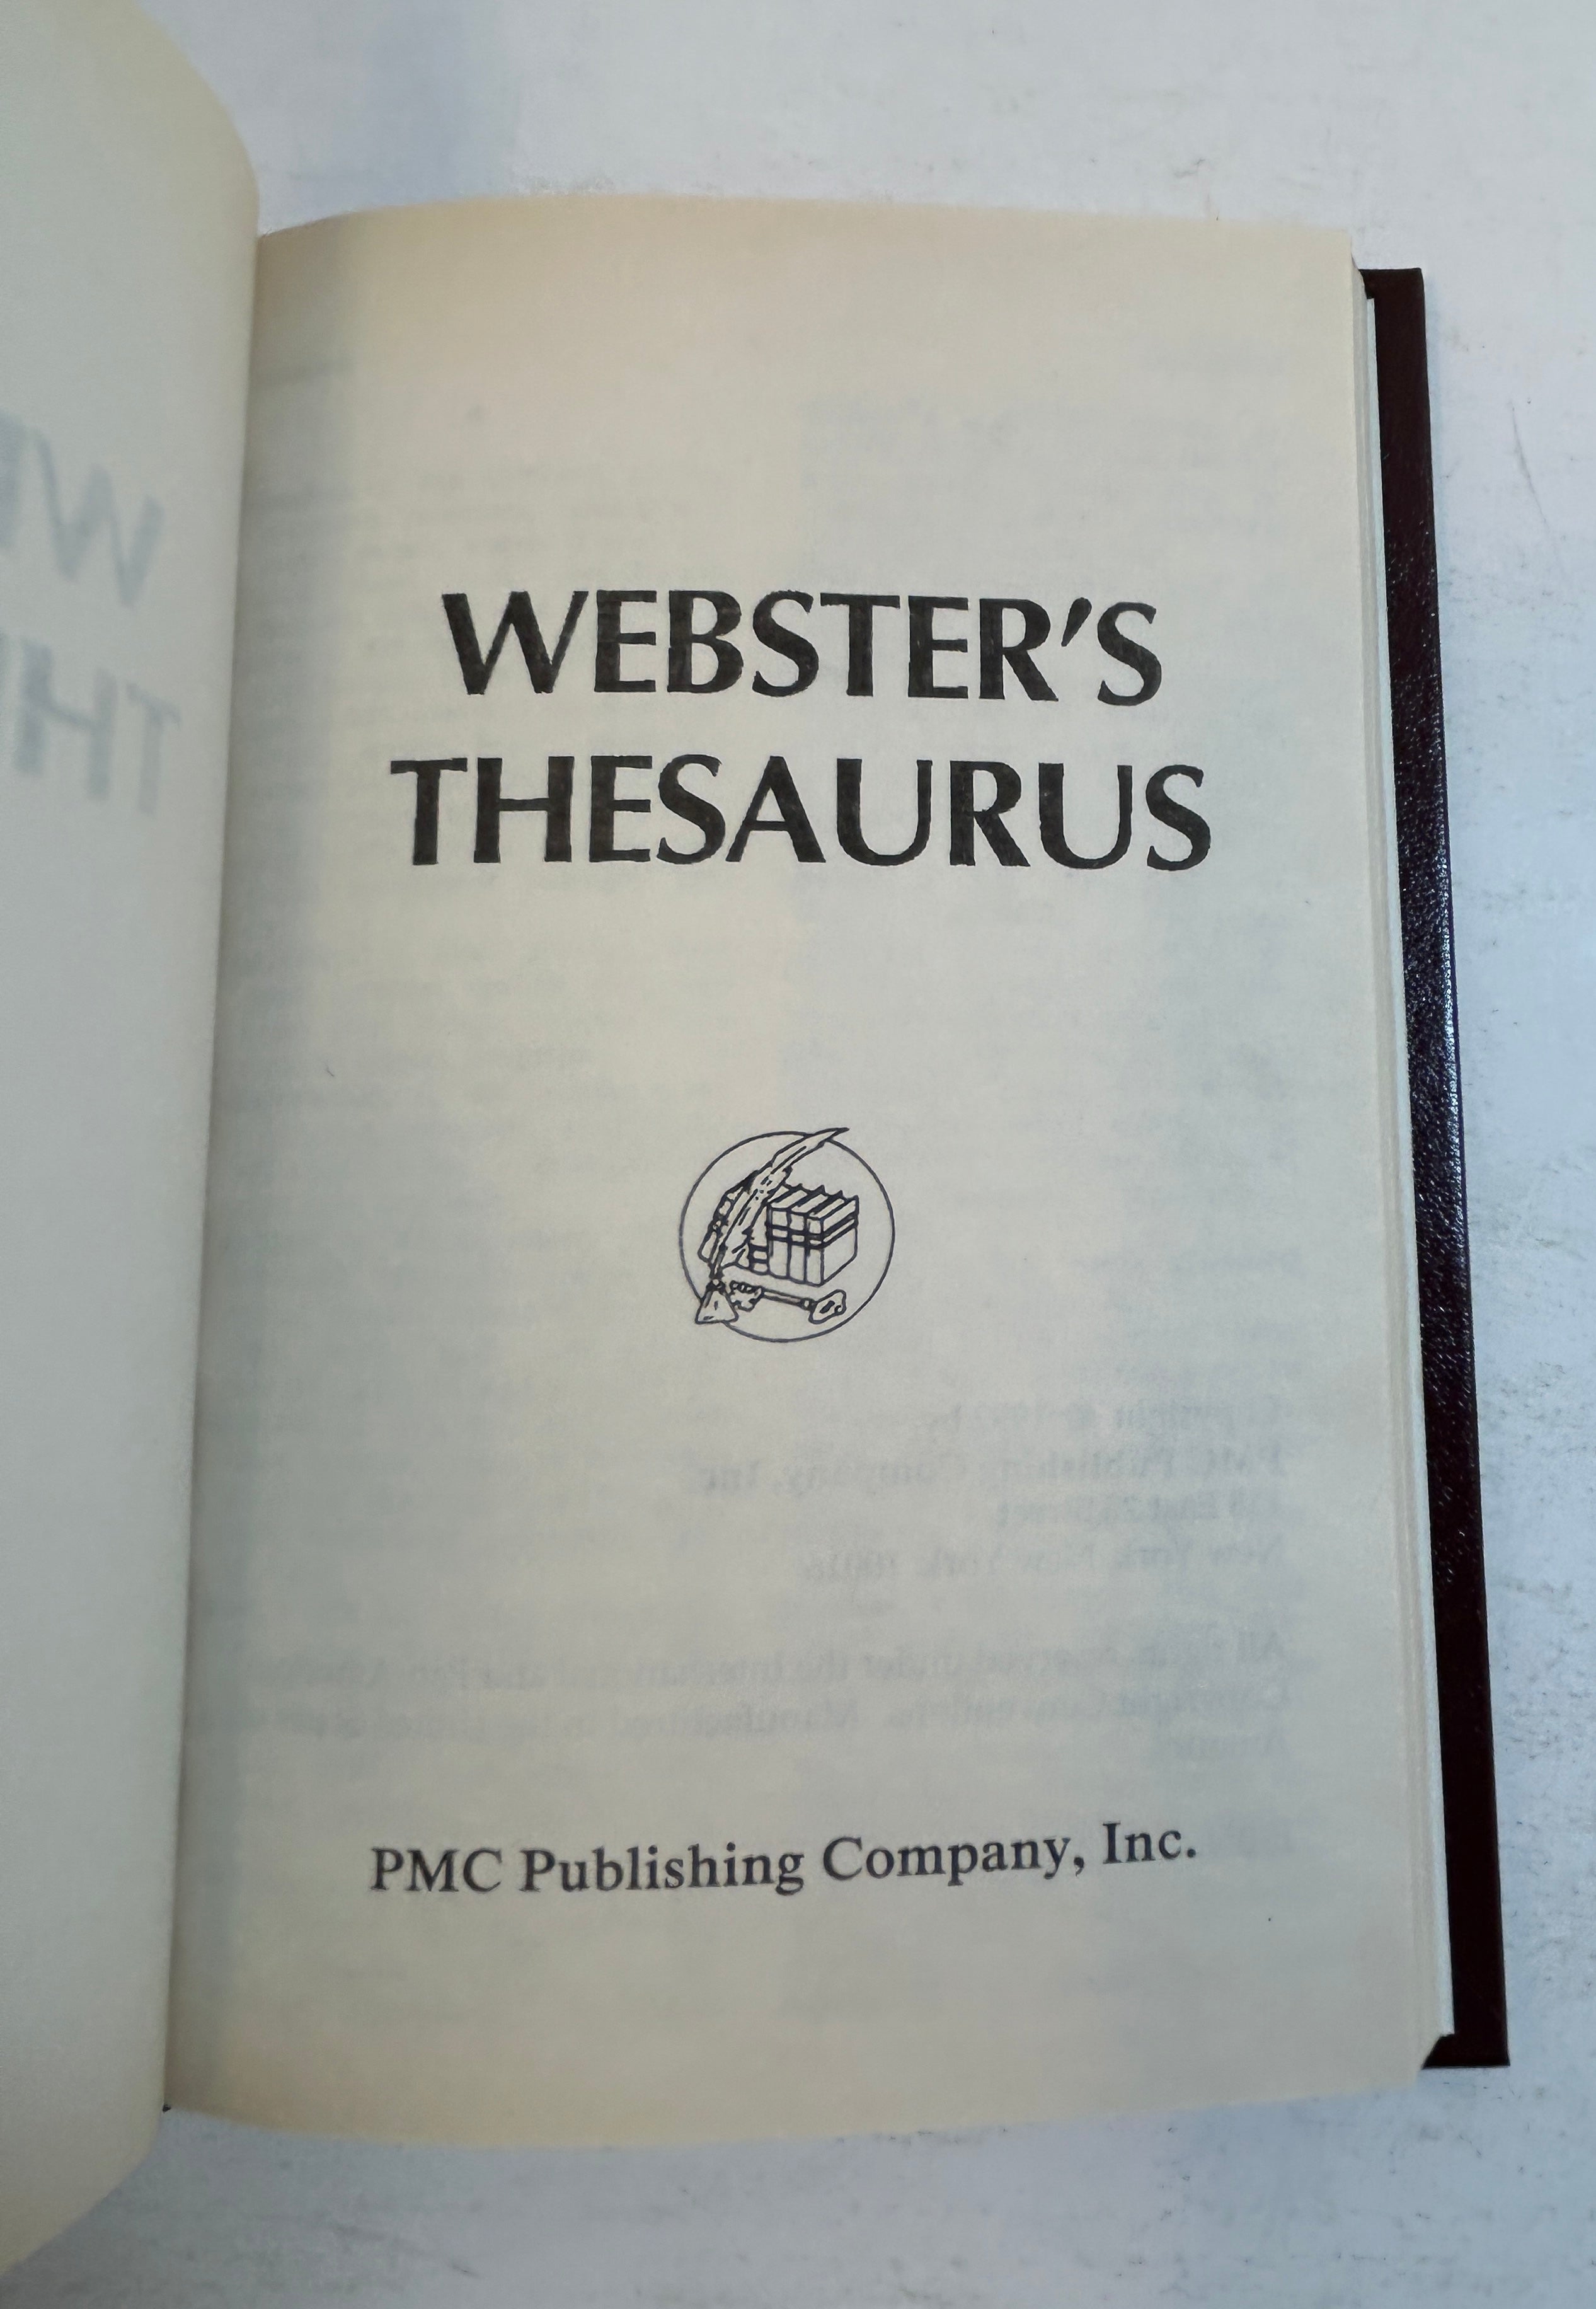 WEBSTER'S
THESAURUS
PMC Publishing Company, Inc.